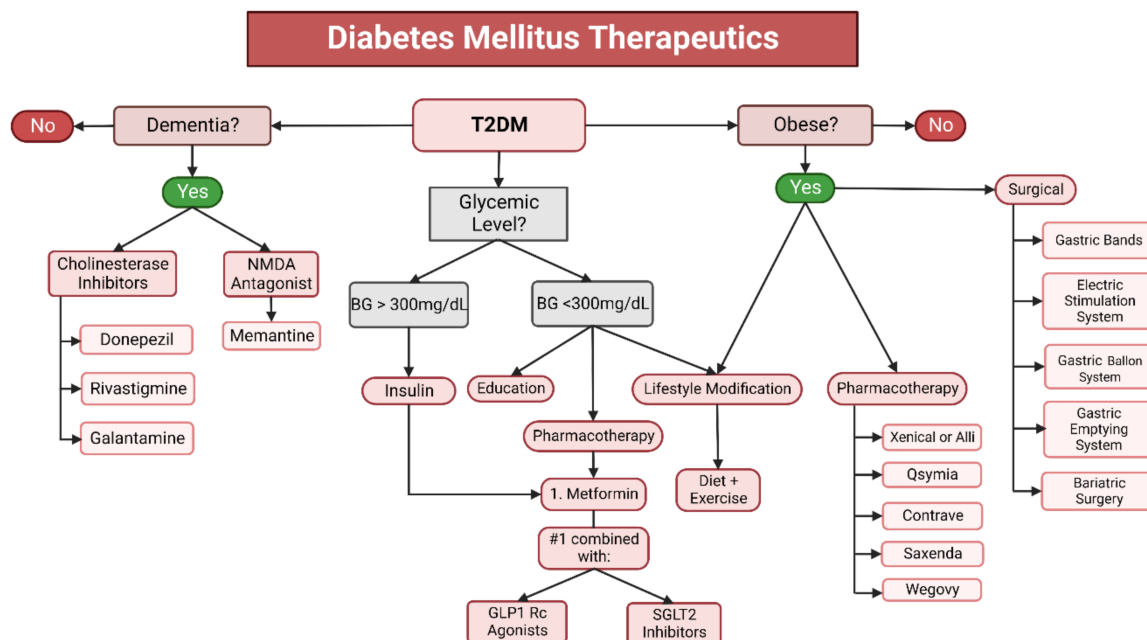 Diabetes Mellitus Therapeutics
No
Dementia?
T2DM
Obese?
No
Yes
Glycemic
Level?
Yes
Surgical
Cholinesterase
Inhibitors
NMDA
Antagonist
BG > 300mg/dL
BG <300mg/dL
Gastric Bands
Electric
Stimulation
System
Donepezil
Memantine
Rivastigmine
Insulin
Education
Lifestyle Modification
Pharmacotherapy
Gastric Ballon
System
Galantamine
Pharmacotherapy
Xenical or Alli
Gastric
Emptying
System
1. Metformin
Diet +
Exercise
Qsymia
Bariatric
Surgery
#1 combined
with:
Contrave
Saxenda
Wegovy
GLP1 Rc
Agonists
SGLT2
Inhibitors